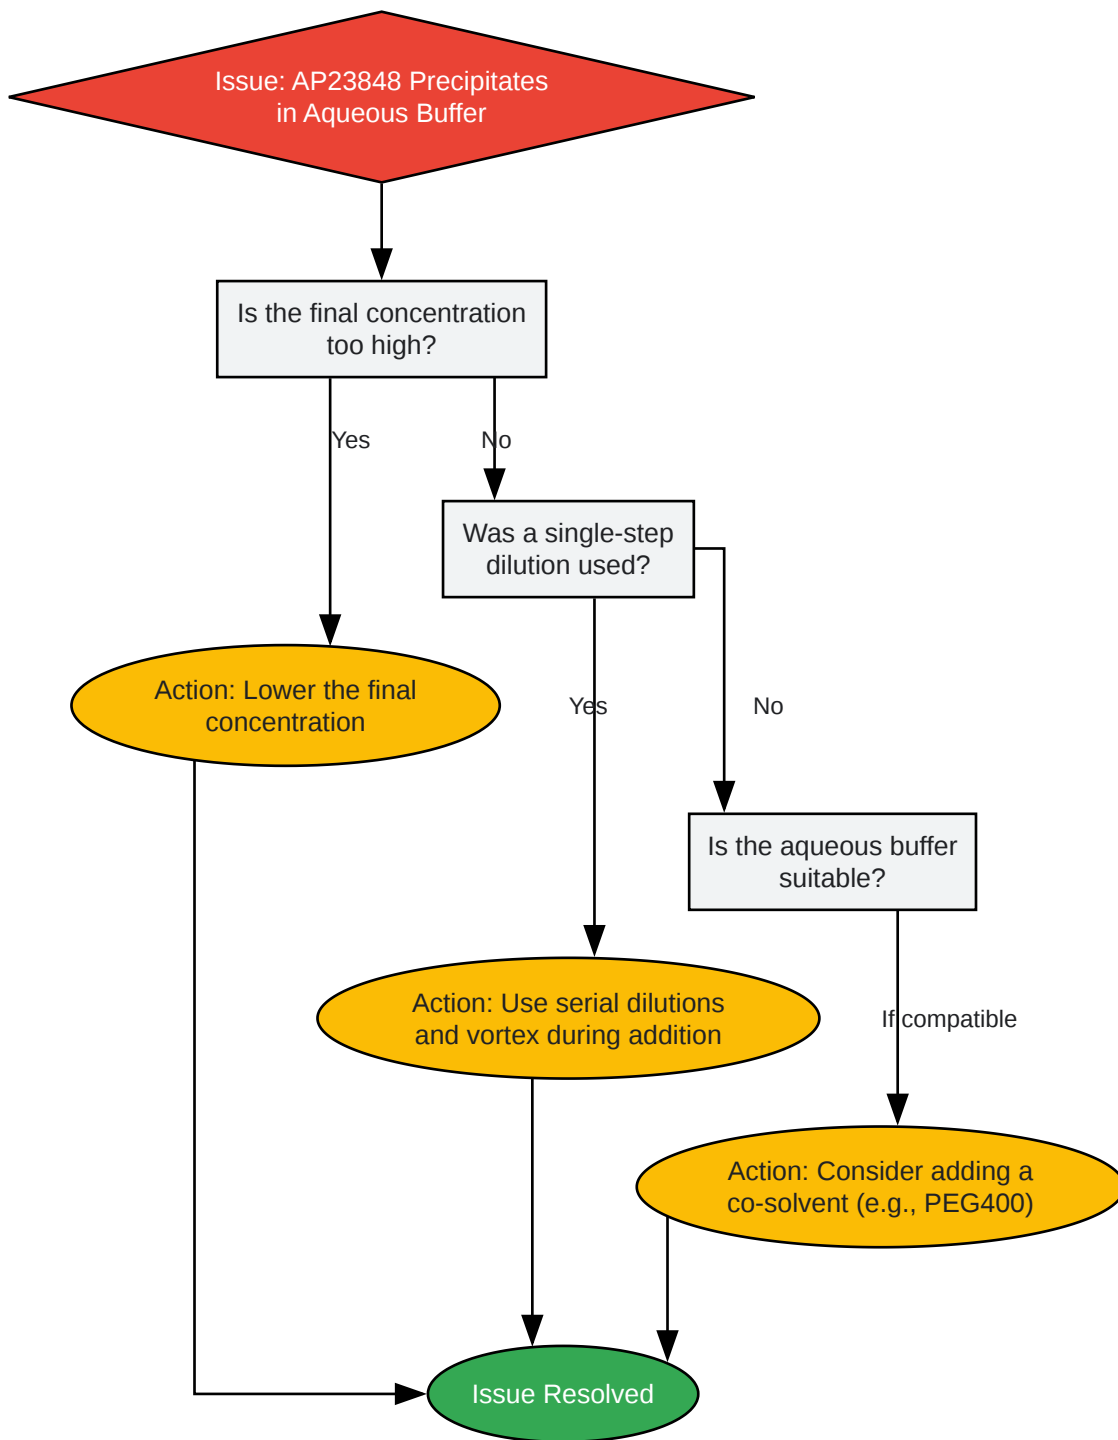 Issue: AP23848 Precipitates
in Aqueous Buffer
Is the final concentration
too high?
Yes
No
Was a single-step
dilution used?
Action: Lower the final
concentration
Yes
No
Is the aqueous buffer
suitable?
Action: Use serial dilutions
and vortex during addition
If compatible
Action: Consider adding a
co-solvent (e.g., PEG400)
Issue Resolved